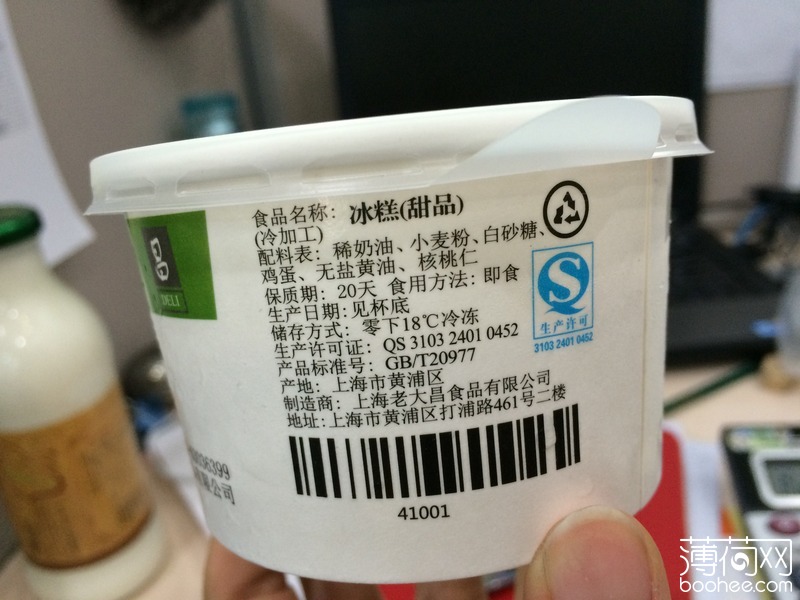 昌
DELI
食品名称：冰糕(甜品)
(冷加工)
配料表：稀奶油、小麦粉、白砂糖、
鸡蛋、无盐黄油、核桃仁
保质期：20天 食用方法：即食
生产日期：见杯底
储存方式：零下18℃冷冻
生产许可证：QS 3103 2401 0452
产品标准号：GB/T20977
产地：上海市黄浦区
制造商：上海老大昌食品有限公司
地址：上海市黄浦区打浦路461号二楼
41001
生产许可
3103 2401 0452
036399
限公司
薄荷网
boohee.com